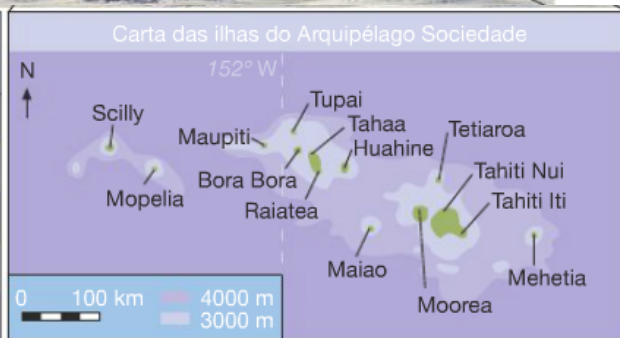 Carta das ilhas do Arquipélago Sociedade
152º W
N
Scilly
Tupai
Maupiti
Tahaa
Tetiaroa
Huahine
Bora Bora
Tahiti Nui
Mopelia
Raiatea
Tahiti Iti
Maiao
Mehetia
Moorea
0 100 km 4000 m
3000 m